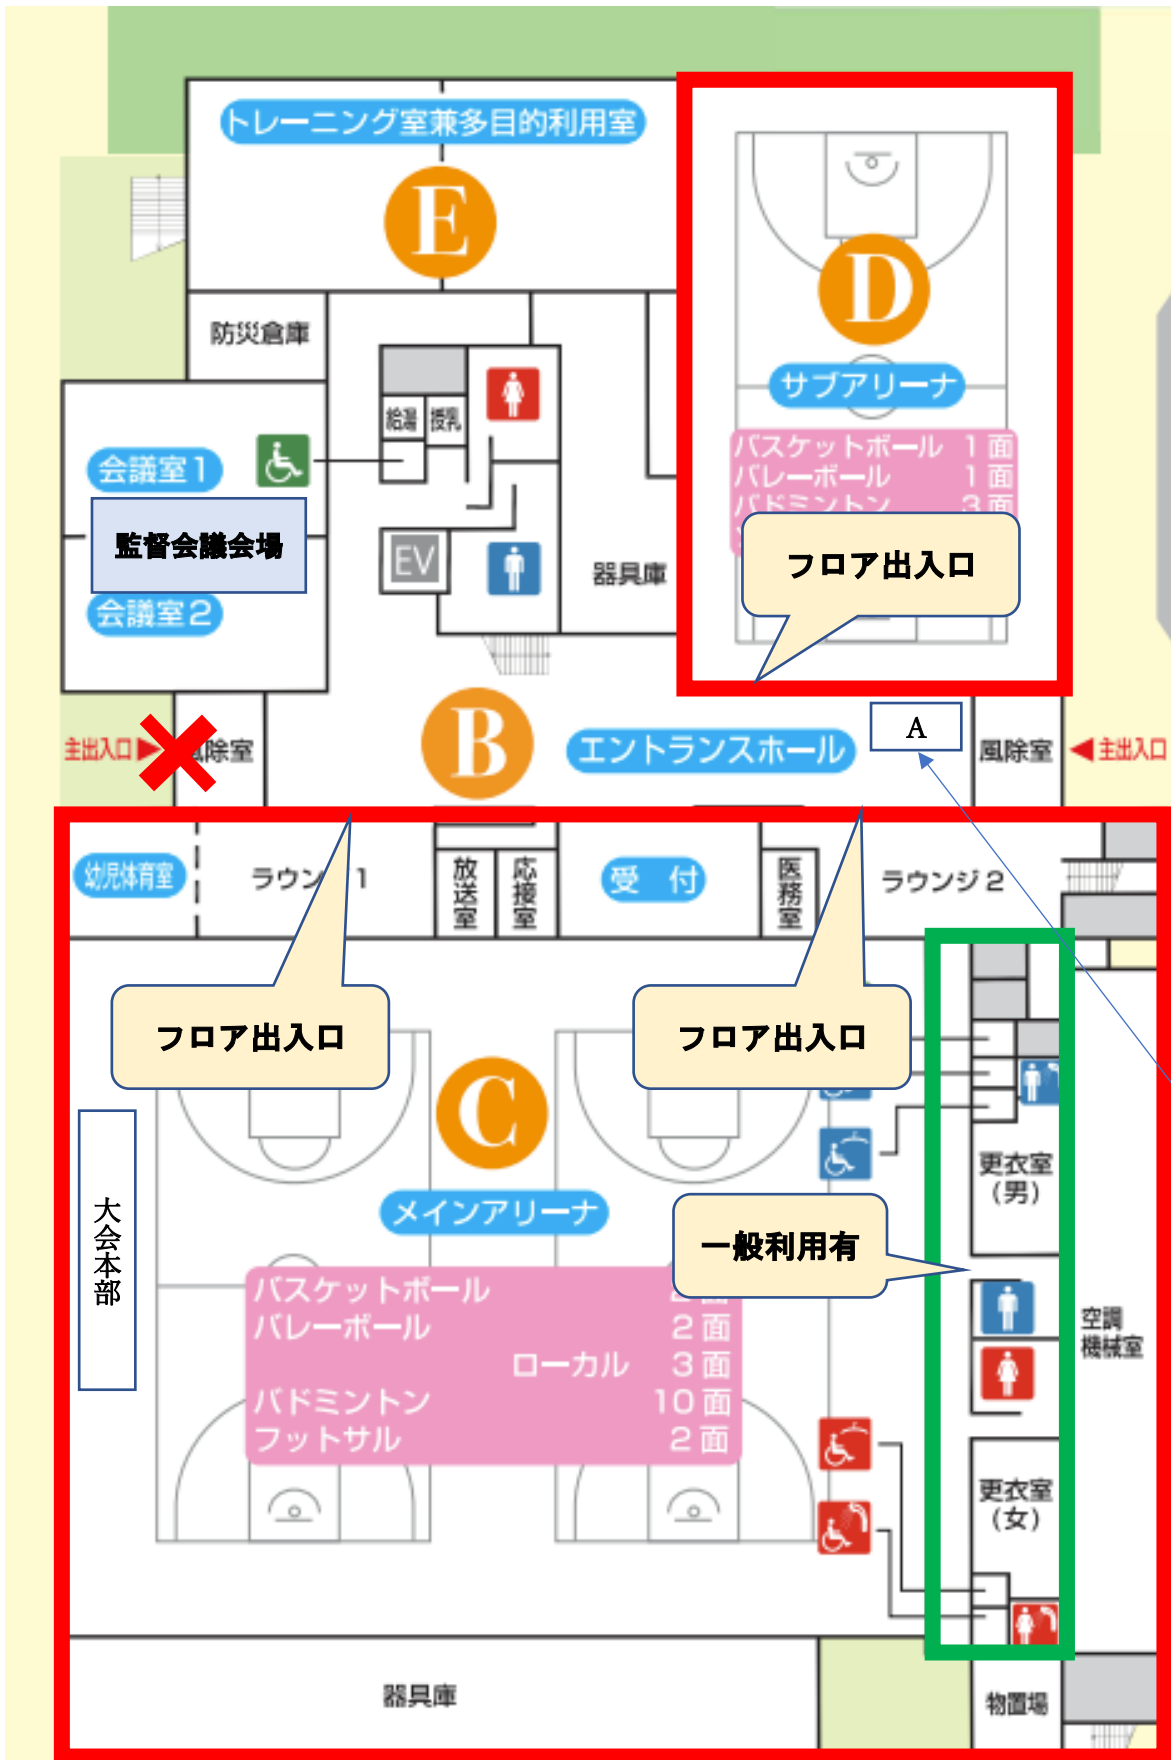 トレーニング室兼多目的利用室
E
D
防災倉庫
サブアリーナ
給湯
授乳
バスケットボール 1 面
バレーボール 1 面
バドミントン 3 面
会議室1
監督会議会場
会議室2
EV
器具庫
フロア出入口
B
A
主出入口
風除室
エントランスホール
風除室
主出入口
幼児体育室
ラウン 1
放送室
応接室
受 付
医務室
ラウンジ2
フロア出入口
フロア出入口
C
大会本部
メインアリーナ
更衣室
(男)
一般利用有
バスケットボール 2 面
バレーボール 2 面
ローカル 3 面
バドミントン 10 面
フットサル 2 面
空調
機械室
更衣室
(女)
器具庫
物置場